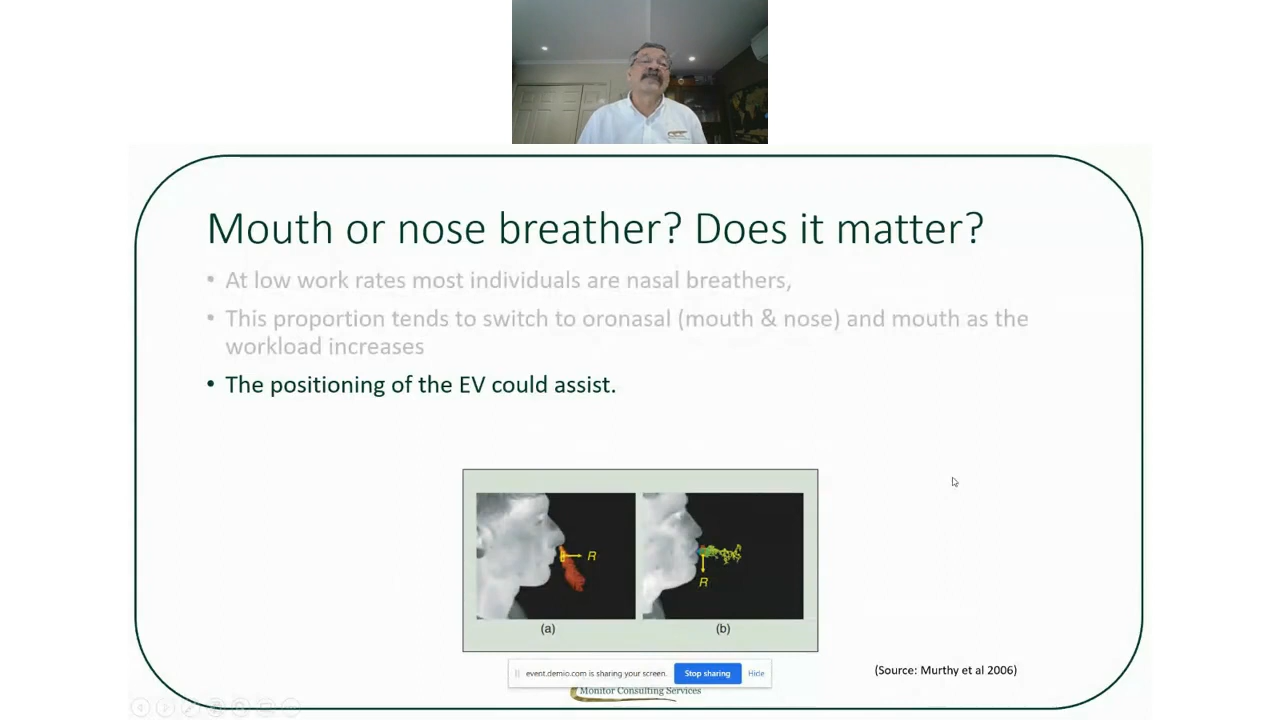 Mouth or nose breather? Does it matter?
• At low work rates most individuals are nasal breathers,
• This proportion tends to switch to oronasal (mouth & nose) and mouth as the
workload increases
• The positioning of the EV could assist.
R
R
(a)
(b)
(Source: Murthy et al 2006)
event.demio.com is sharing your screen.
Stop sharing
Hide
Monitor Consulting Services